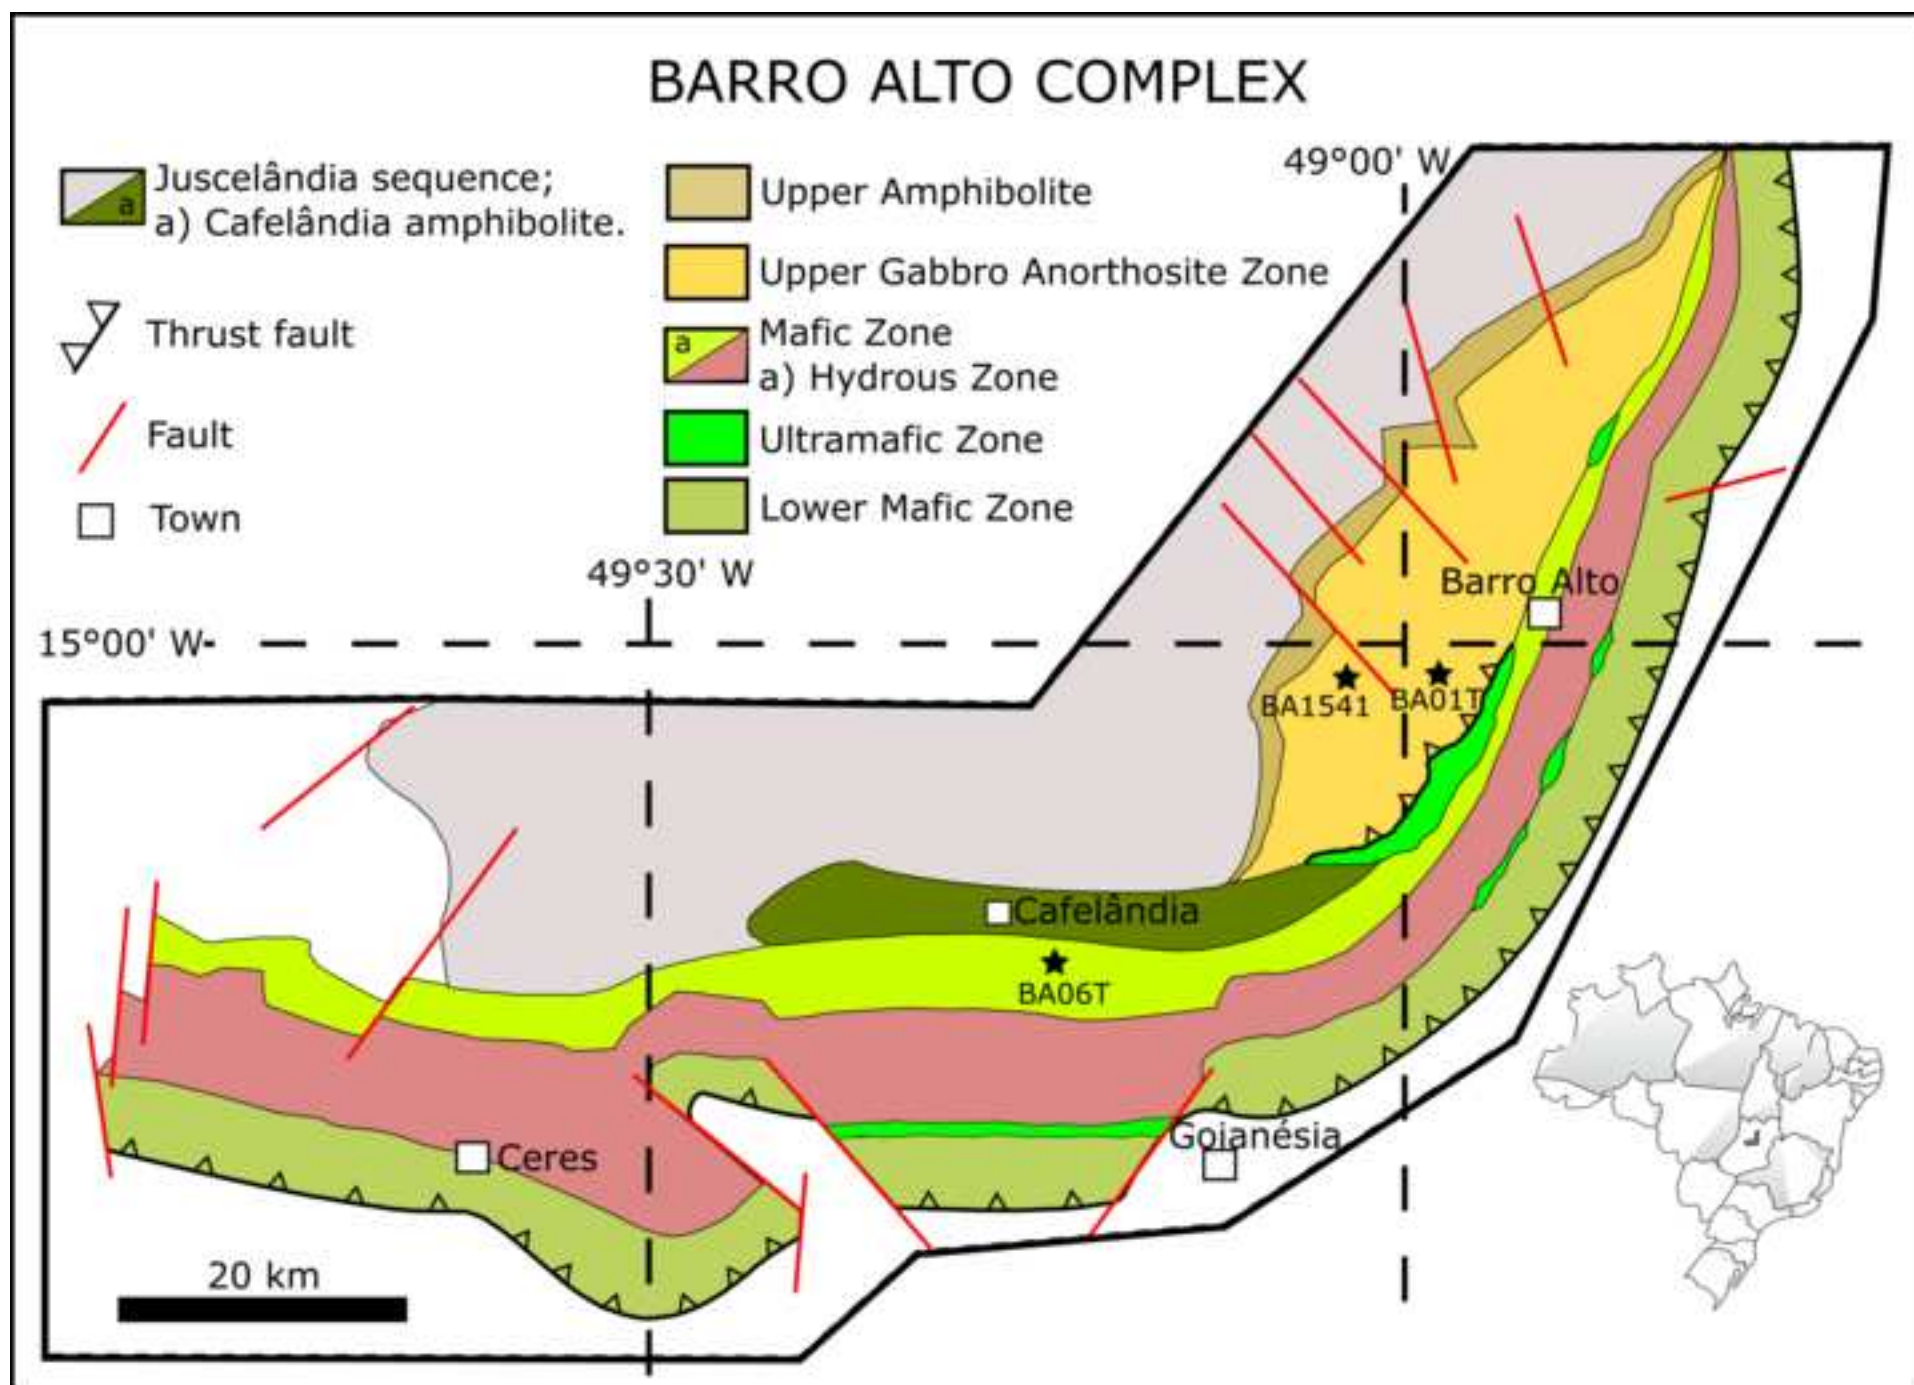 BARRO ALTO COMPLEX
Juscelândia sequence;
a
a) Cafelândia amphibolite.
Thrust fault
Fault
Town
Upper Amphibolite
Upper Gabbro Anorthosite Zone
a
Mafic Zone
a) Hydrous Zone
Ultramafic Zone
Lower Mafic Zone
49°00' W
49°30' W
15°00' W
Barro Alto
BA1541
BA01T
Cafelândia
BA06T
Goianésia
Ceres
20 km